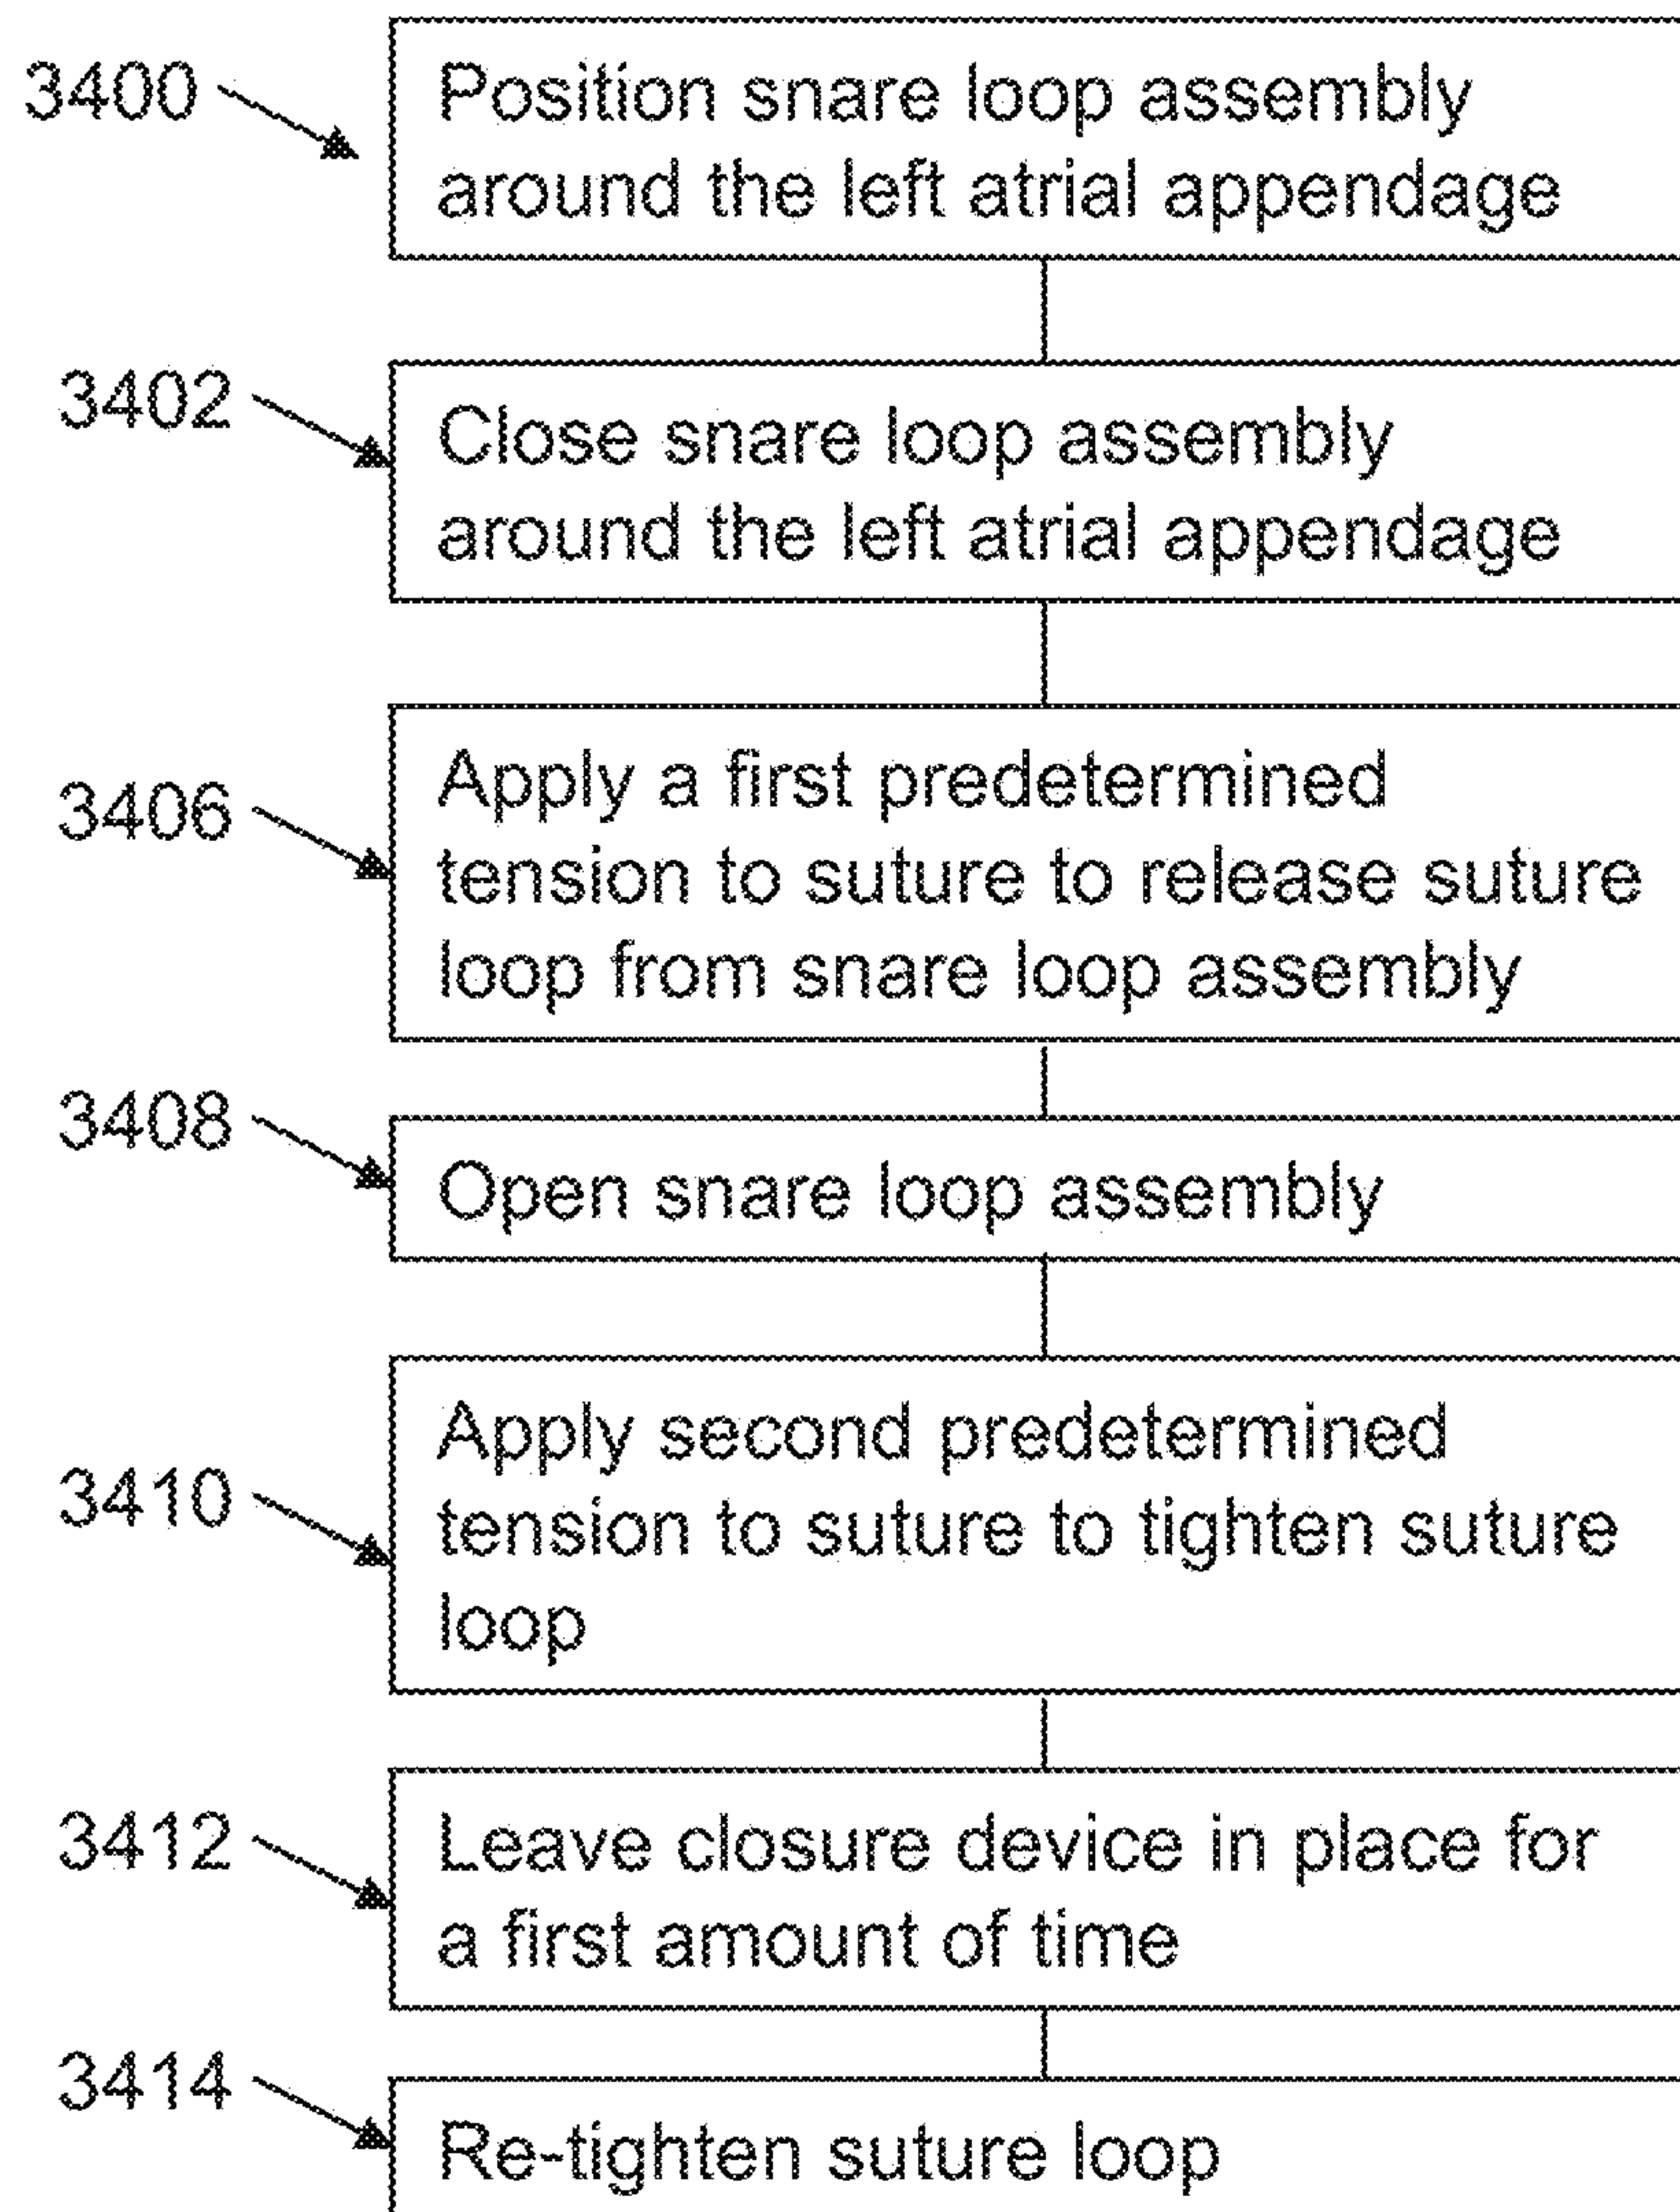 3400
Position snare loop assembly
around the left atrial appendage
3402
Close snare loop assembly
around the left atrial appendage
3406
Apply a first predetermined
tension to suture to release suture
loop from snare loop assembly
3408
Open snare loop assembly
3410
Apply second predetermined
tension to suture to tighten suture
loop
3412
Leave closure device in place for
a first amount of time
3414
Re-tighten suture loop